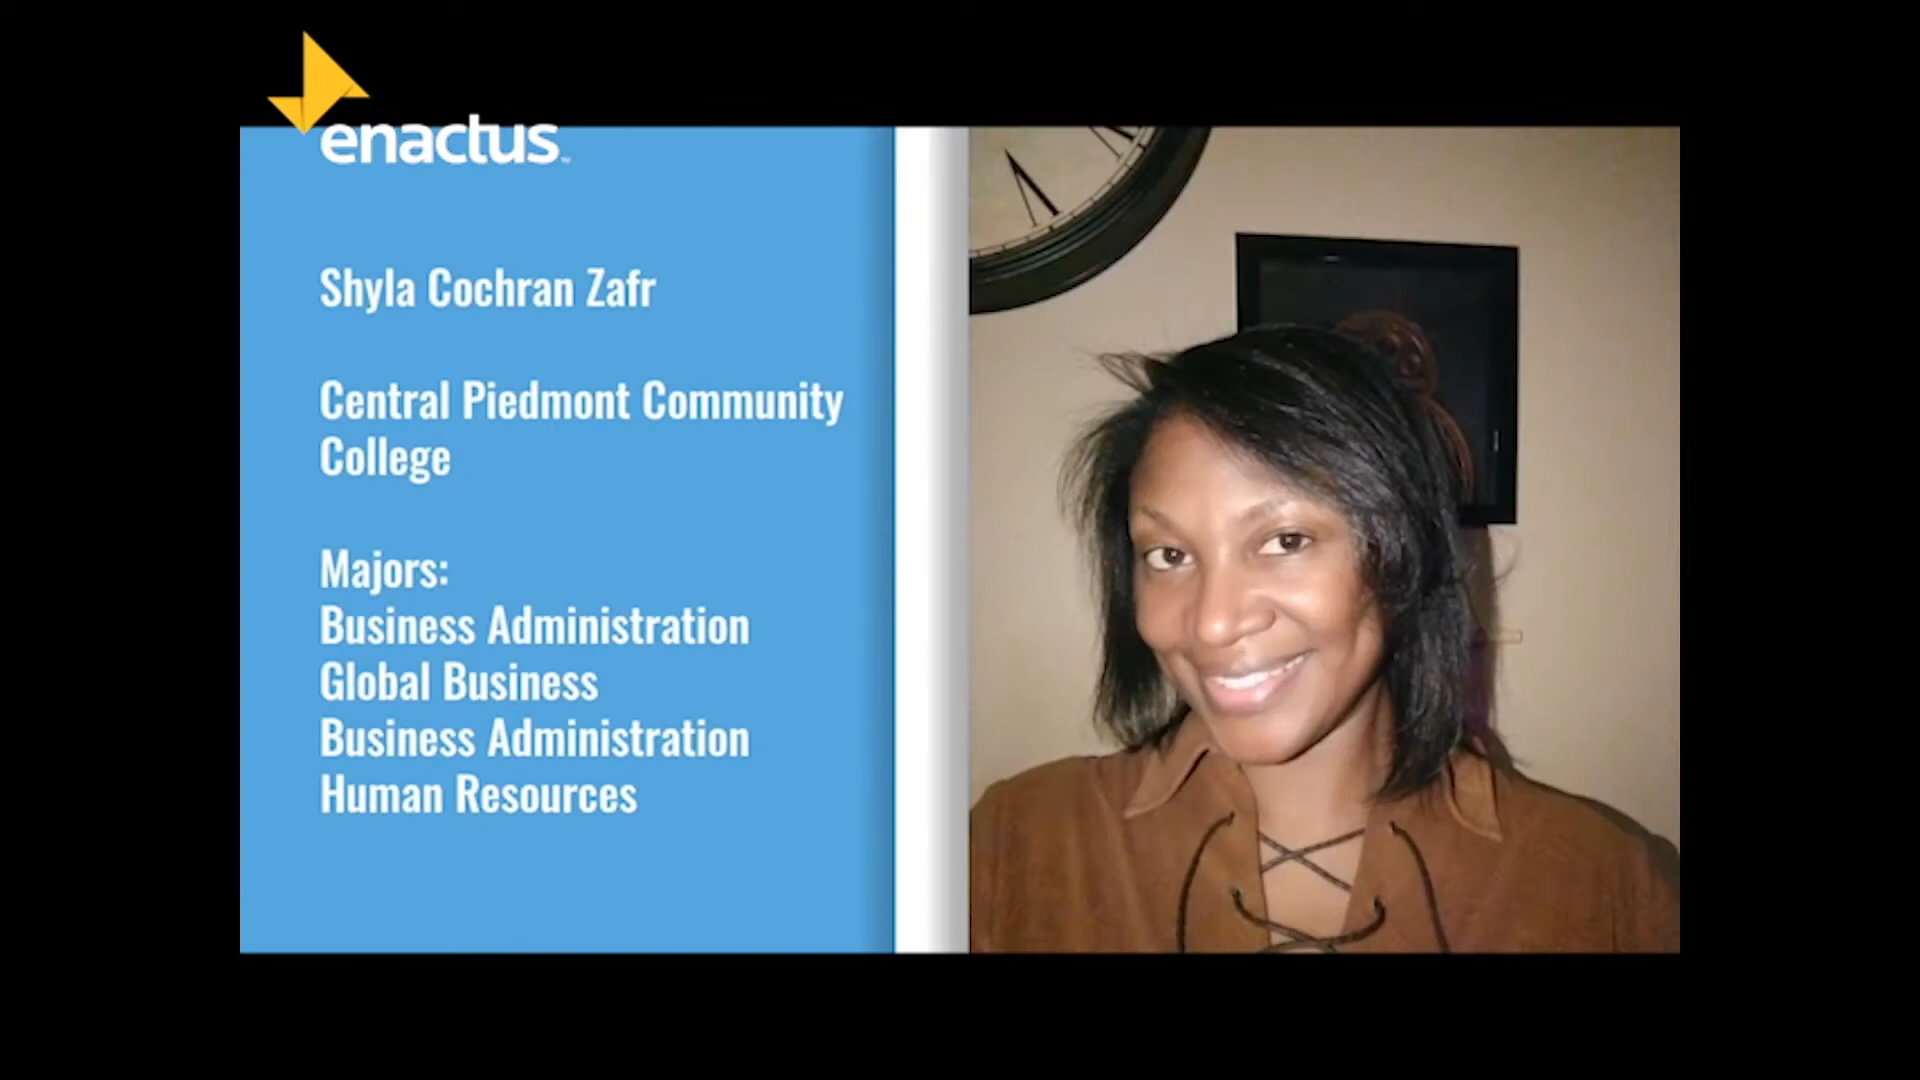 enactus
Shyla Cochran Zafr
Central Piedmont Community
College
Majors:
Business Administration
Global Business
Business Administration
Human Resources